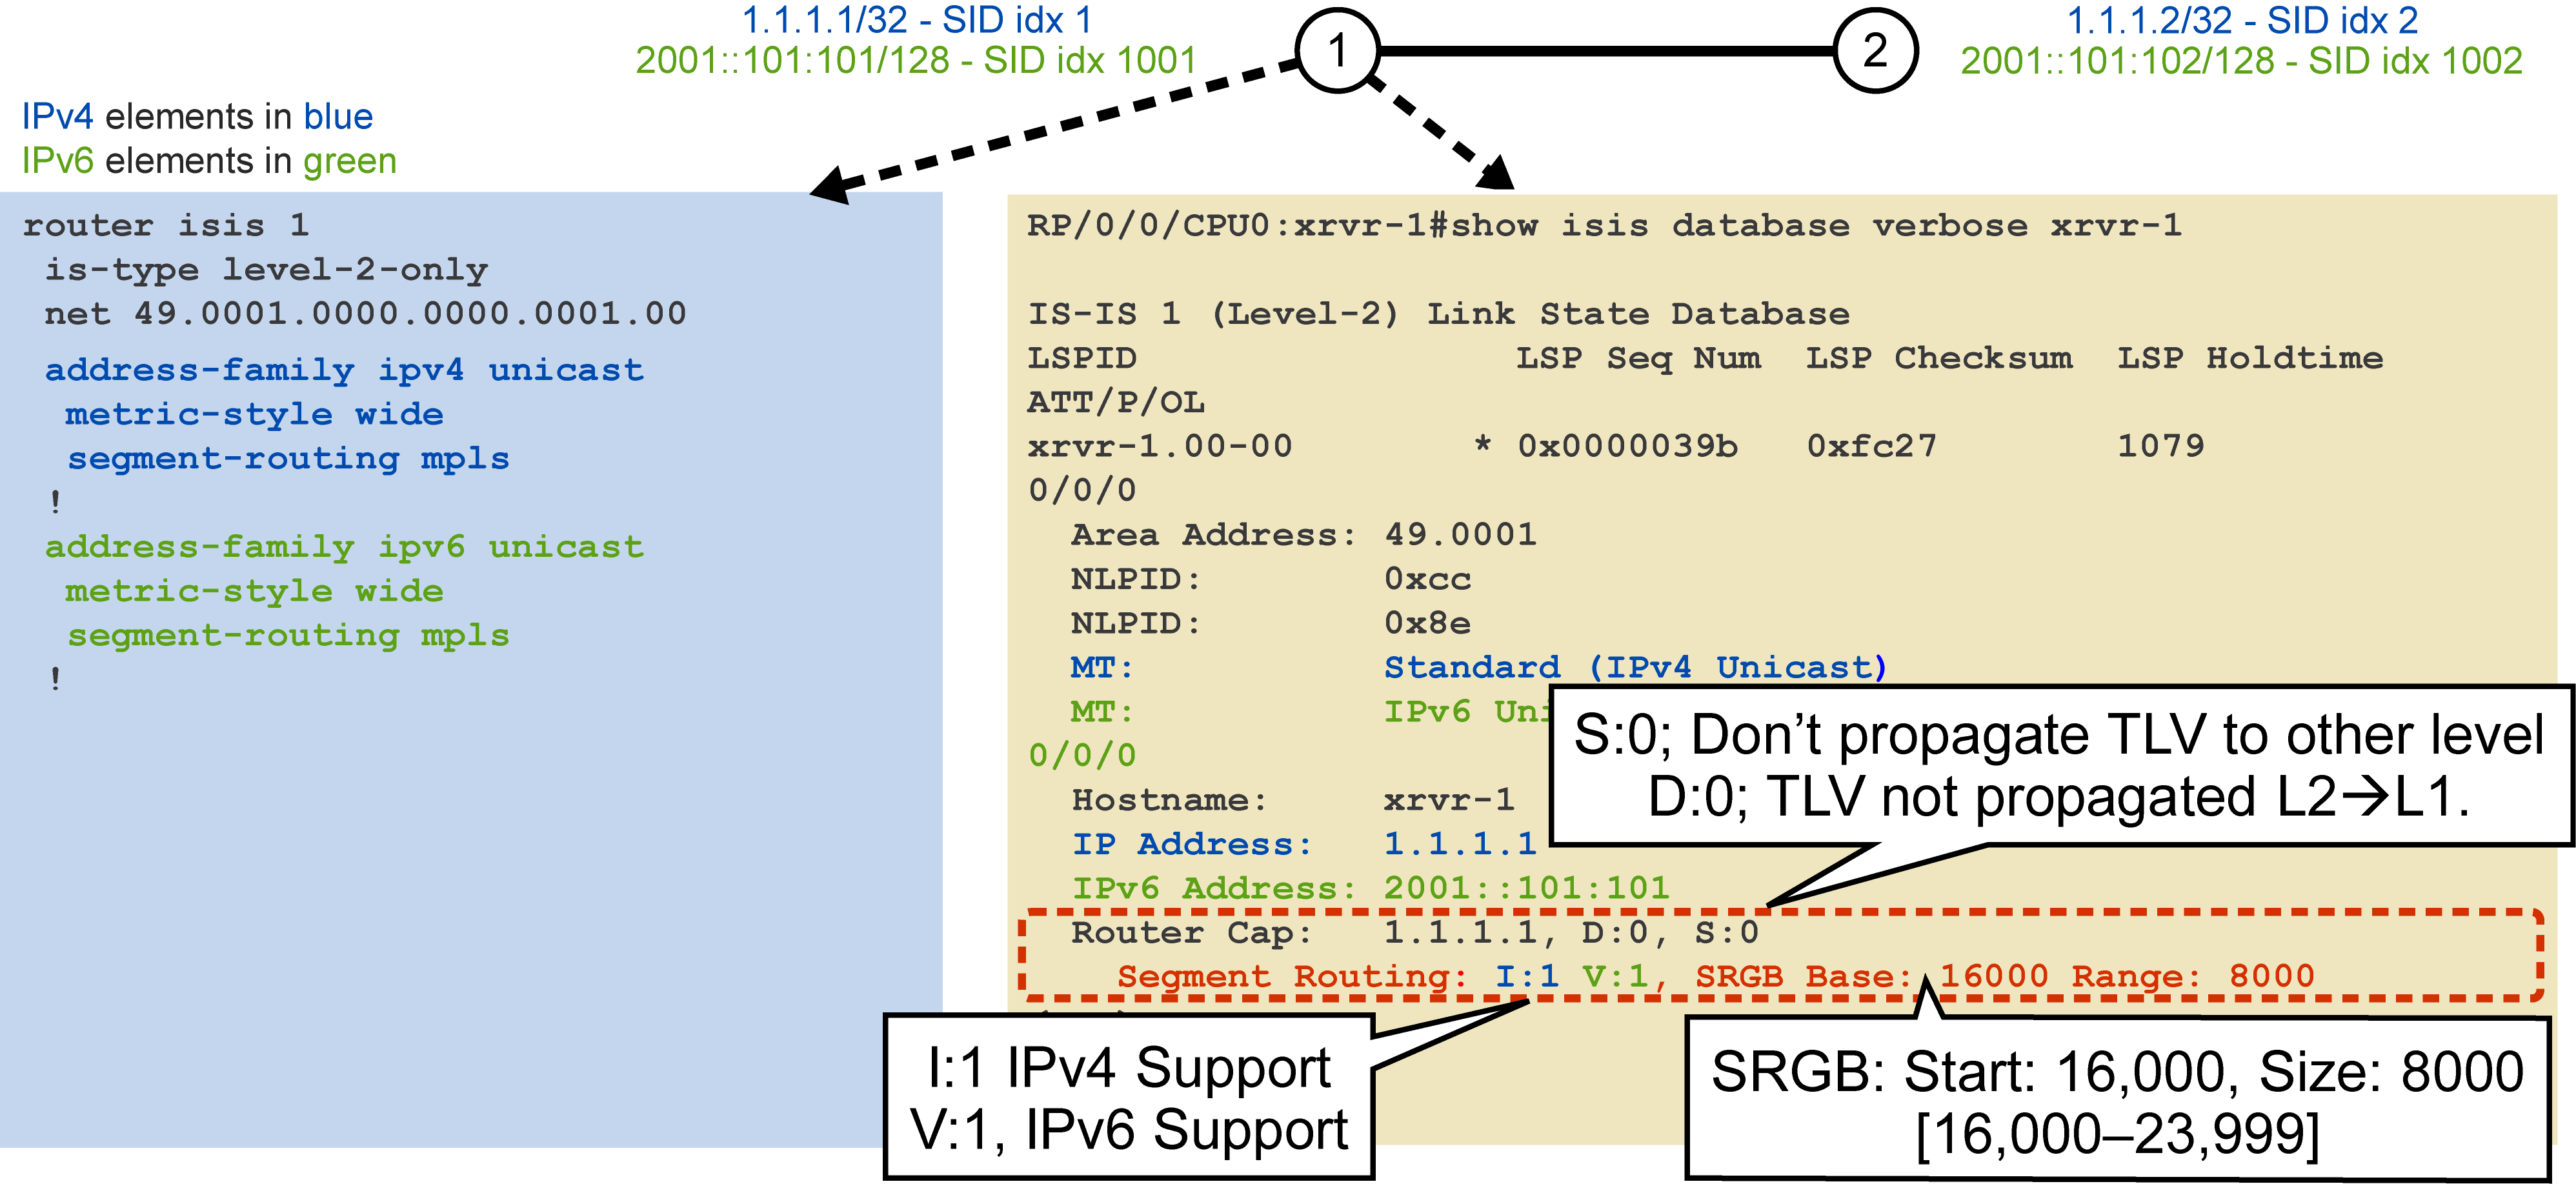 1.1.1.1/32 - SID idx 1
2001::101:101/128 - SID idx 1001
1
2
1.1.1.2/32 - SID idx 2
2001::101:102/128 - SID idx 1002
IPv4 elements in blue
IPv6 elements in green
router isis 1
is-type level-2-only
net 49.0001.0000.0000.0001.00
address-family ipv4 unicast
metric-style wide
segment-routing mpls
!
address-family ipv6 unicast
metric-style wide
segment-routing mpls
!
RP/0/0/CPU0:xrvr-1#show isis database verbose xrvr-1
IS-IS 1 (Level-2) Link State Database
LSPID LSP Seq Num LSP Checksum LSP Holdtime
ATT/P/OL
xrvr-1.00-00 * 0x0000039b 0xfc27 1079
0/0/0
Area Address: 49.0001
NLPID: 0xcc
NLPID: 0x8e
MT: Standard (IPv4 Unicast)
MT: IPv6
0/0/0
Hostname: xrvr-1
IP Address: 1.1.1.1
IPv6 Address: 2001::101:101
Router Cap: 1.1.1.1, D:0, S:0
Segment Routing: I:1 V:1, SRGB Base: 16000 Range: 8000
S:0; Don’t propagate TLV to other level
D:0; TLV not propagated L2→L1.
I:1 IPv4 Support
V:1, IPv6 Support
SRGB: Start: 16,000, Size: 8000
[16,000–23,999]